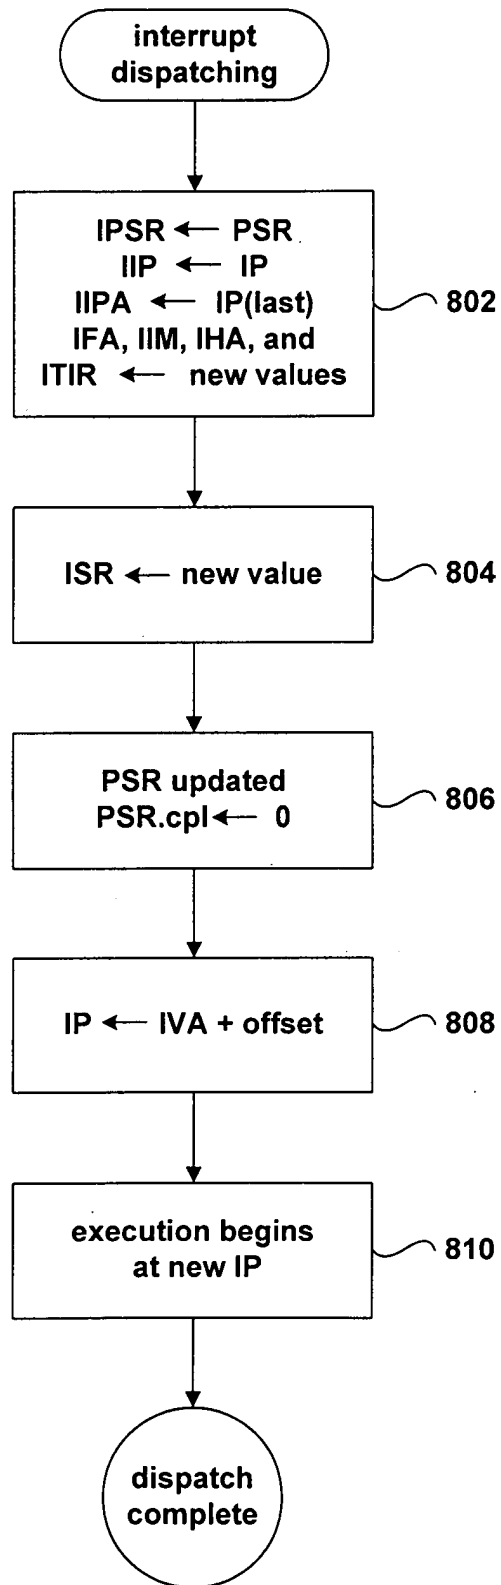 interrupt
dispatching
IPSR ← PSR
IIP ← IP
IIPA ← IP(last)
IFA, IIM, IHA, and
ITIR ← new values
802
ISR ← new value
804
PSR updated
PSR.cpl ← 0
806
IP ← IVA + offset
808
execution begins
at new IP
810
dispatch
complete